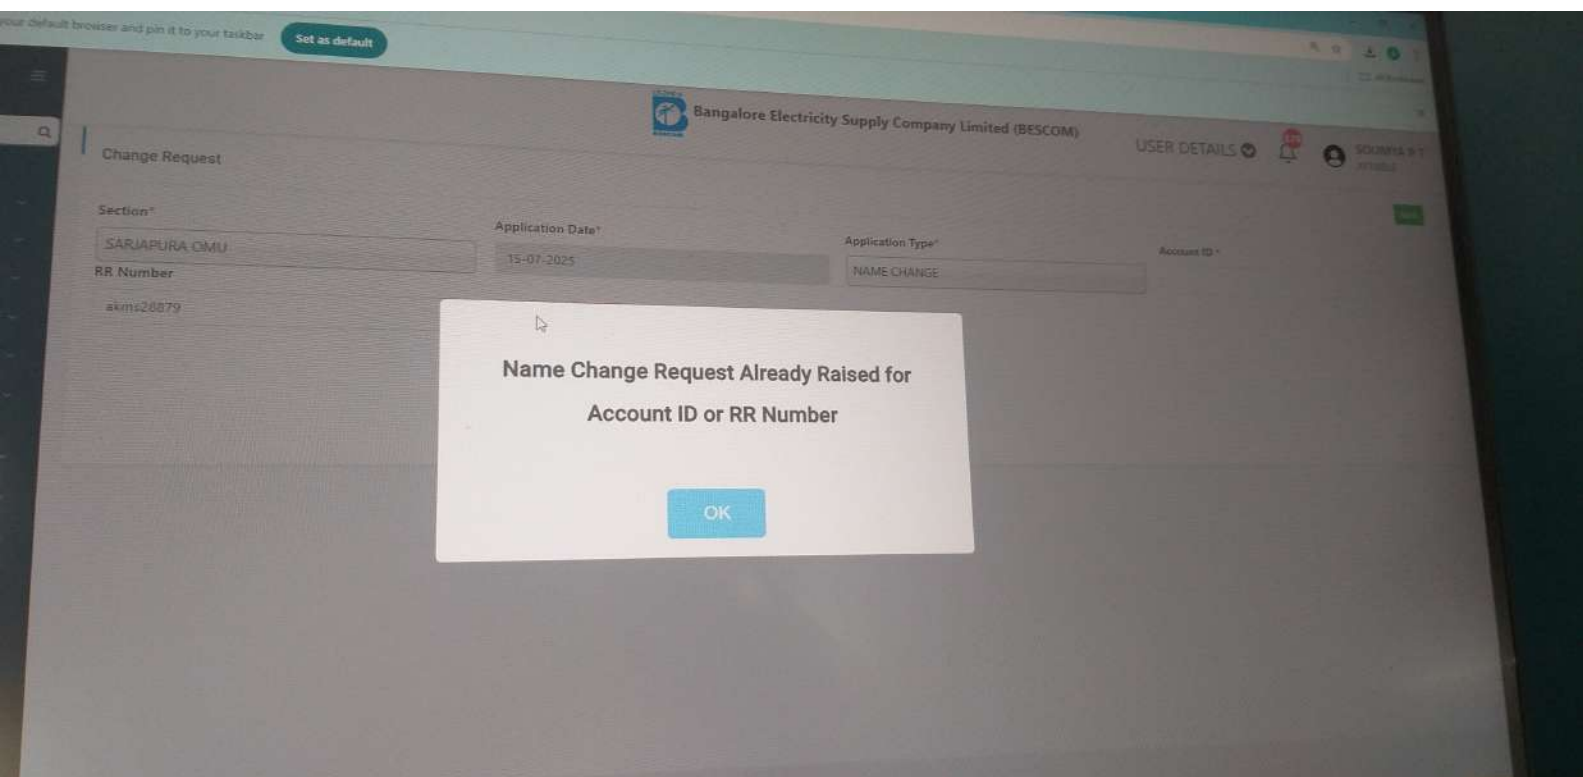 your default browser and pin it to your taskbar Set as default
Bangalore Electricity Supply Company Limited (BESCOM)
USER DETAILS
Change Request
Section*
Application Date*
Application Type*
Account ID *
SARJAPURA OMU
15-07-2025
NAME CHANGE
RR Number
akms28879
Name Change Request Already Raised for
Account ID or RR Number
OK